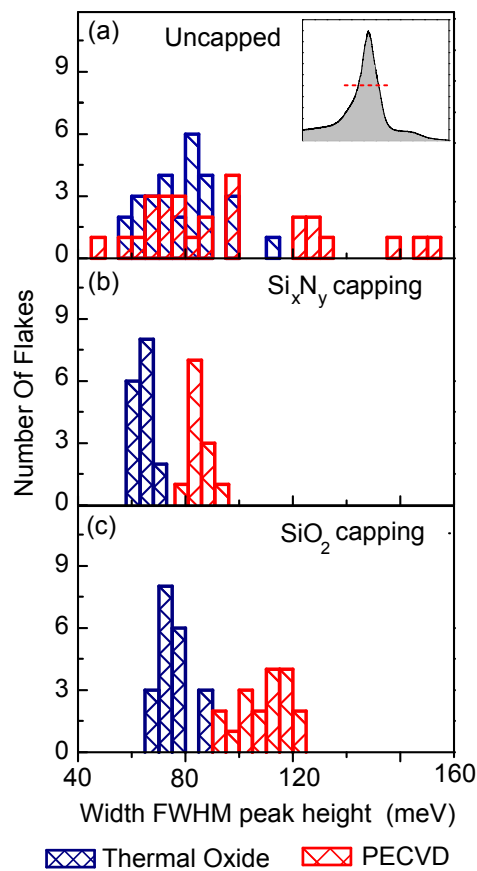 (a)
Uncapped
9
6
3
0
(b)
SixNy capping
9
6
3
0
Number Of Flakes
(c)
SiO2 capping
9
6
3
0
40 80 120 160
Width FWHM peak height (meV)
Thermal Oxide PECVD